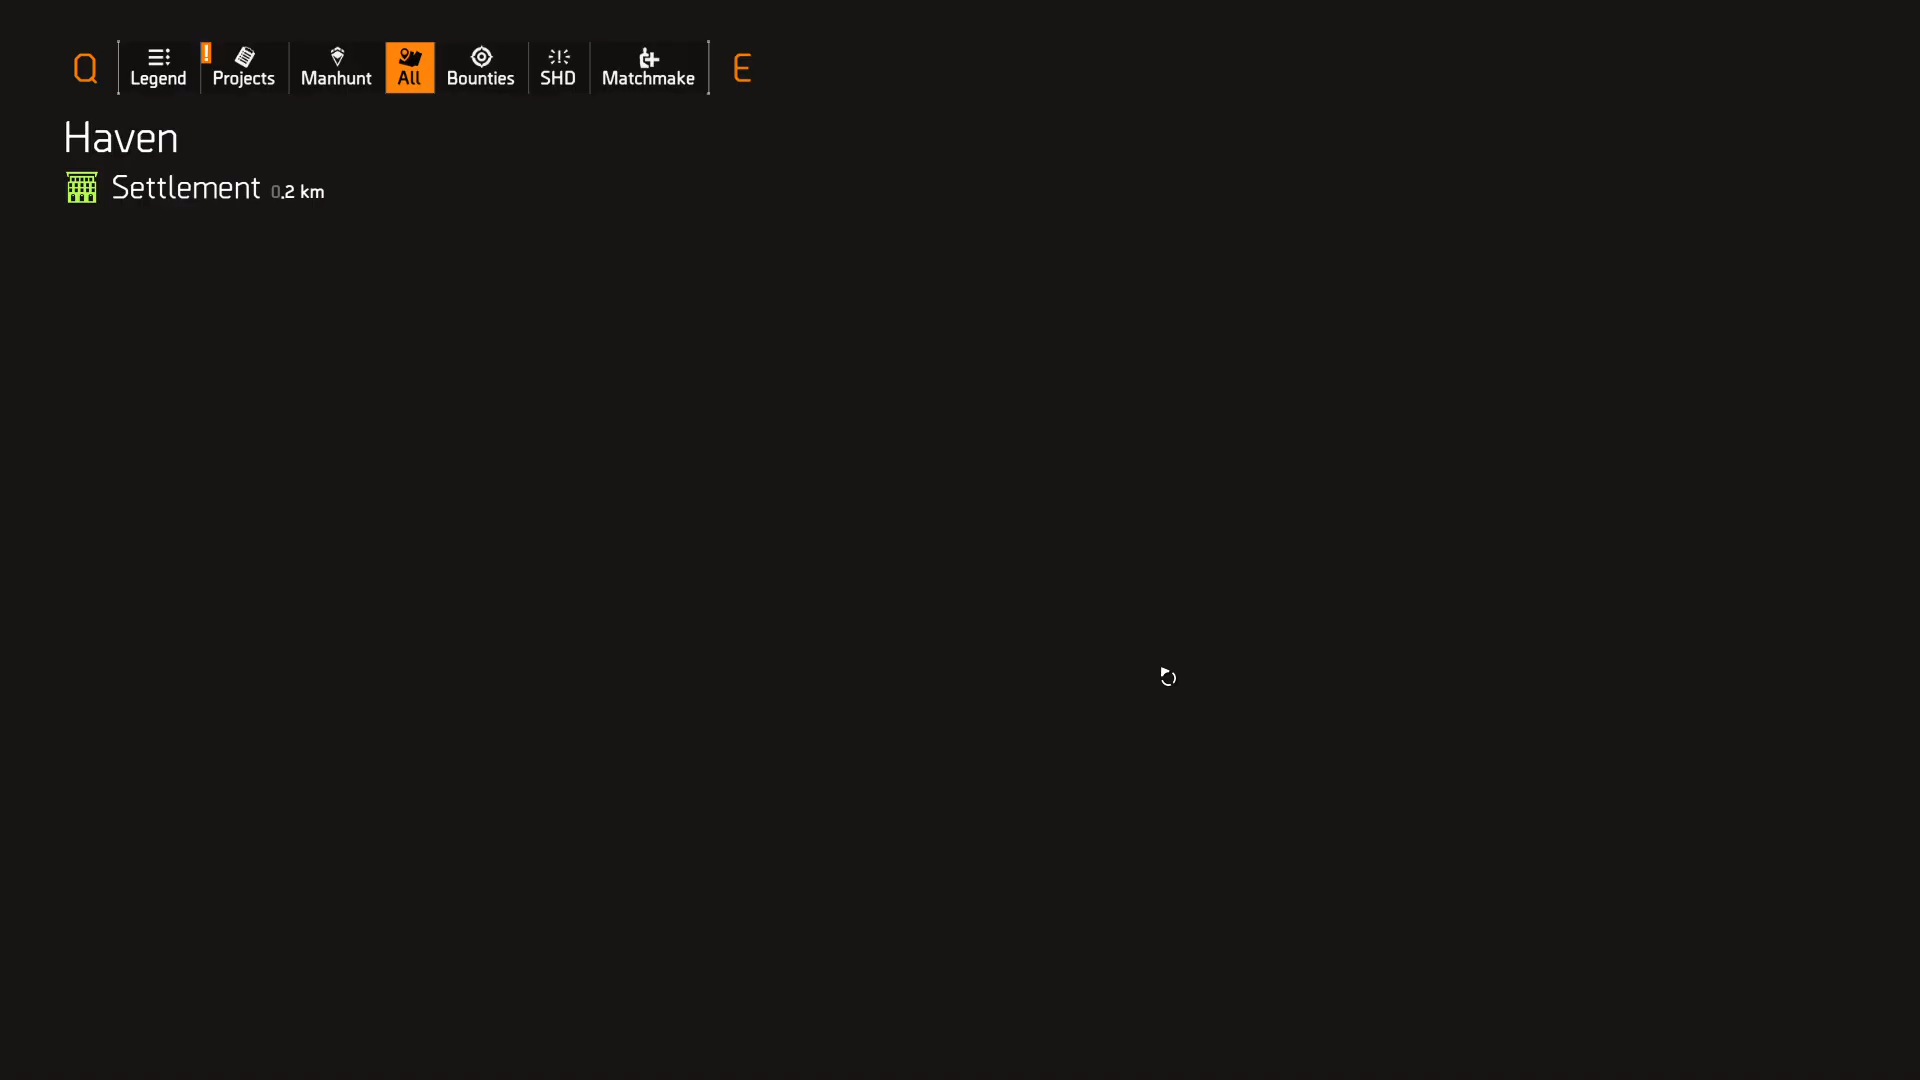 Q Legend ! Projects Manhunt All Bounties SHD Matchmake E
Haven
Settlement 0.2 km